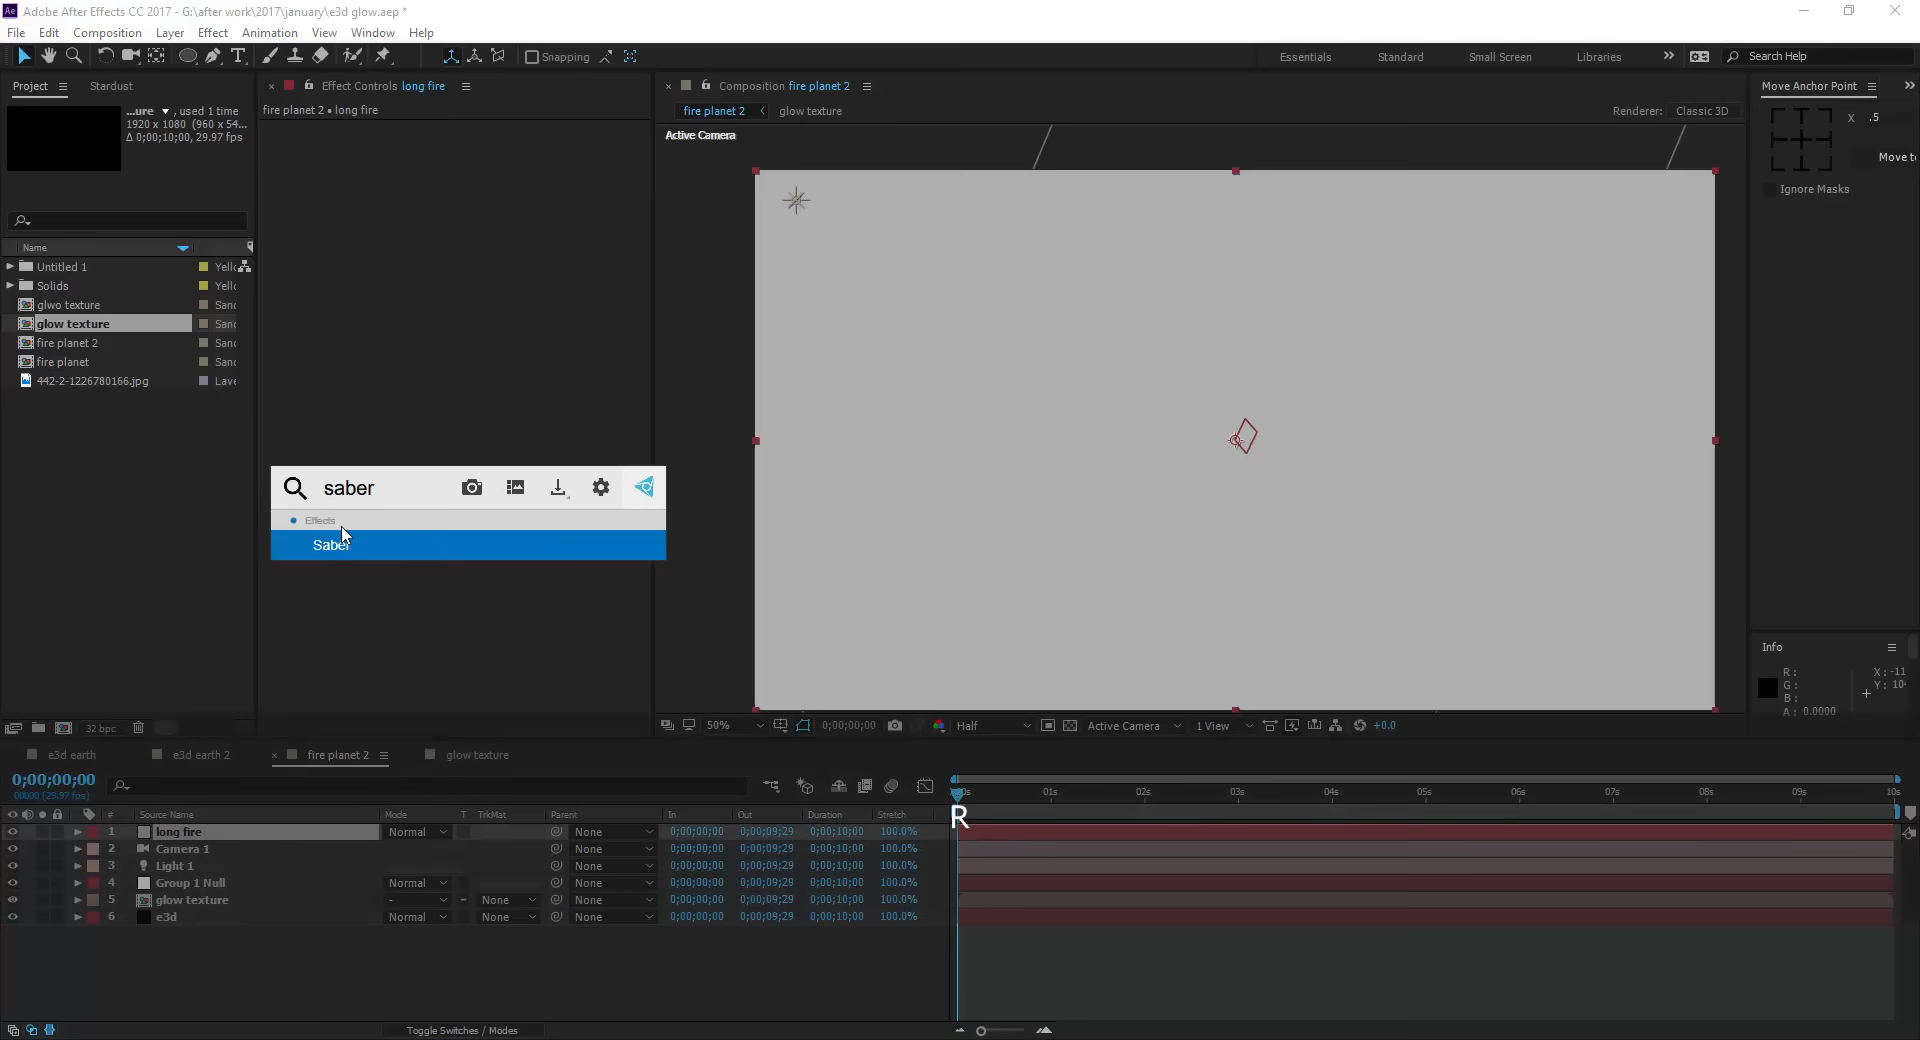 Ae Adobe After Effects CC 2017 - G:\after work\2017\january\e3d glow.aep *
File Edit Composition Layer Effect Animation View Window Help
Snapping Essentials Standard Small Screen Libraries Search Help
Project Stardust Effect Controls long fire Composition fire planet 2 Move Anchor Point
...ure , used 1 time
1920 x 1080 (960 x 54...
Δ 0;00;10;00, 29.97 fps
fire planet 2 • long fire
fire planet 2 glow texture Renderer: Classic 3D
X .5
Active Camera
Move to
Ignore Masks
Name
Untitled 1
Solids
glwo texture
glow texture
fire planet 2
fire planet
442-2-1226780166.jpg
Lave
saber
Effects
Saber
Info
R :
G :
B :
A : 0.0000
X : -11
32 bpc
50% 0;00;00;00 Half Active Camera 1 View +0.0
e3d earth e3d earth 2 fire planet 2 glow texture
0;00;00;00
00000 (29.97 fps)
01s 02s 03s 04s 05s 06s 07s 08s 09s 10s
# Source Name Mode T TrkMat Parent In Out Duration Stretch
R
1 long fire Normal None 0;00;00;00 0;00;09;29 0;00;10;00 100.0%
2 Camera 1 None 0;00;00;00 0;00;09;29 0;00;10;00 100.0%
3 Light 1 None 0;00;00;00 0;00;09;29 0;00;10;00 100.0%
4 Group 1 Null Normal None 0;00;00;00 0;00;09;29 0;00;10;00 100.0%
5 glow texture - None None 0;00;00;00 0;00;09;29 0;00;10;00 100.0%
6 e3d Normal None None 0;00;00;00 0;00;09;29 0;00;10;00 100.0%
Toggle Switches / Modes